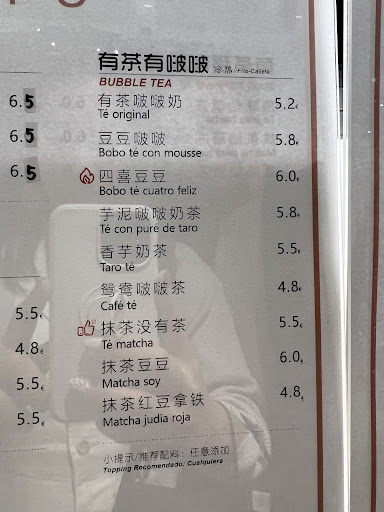 有茶有啵啵 冷.热/Frio-Caliete
BUBBLE TEA
有茶啵啵奶 5.2€
Té original
豆豆啵啵 5.8€
Bobo té con mousse
四喜豆豆 6.0€
Bobo té cuatro feliz
芋泥啵啵奶茶 5.8€
Té con puré de taro
香芋奶茶 5.5€
Taro té
鸳鸯啵啵茶 4.8€
Café té
抹茶没有茶 5.5€
Té matcha
抹茶豆豆 6.0€
Matcha soy
抹茶红豆拿铁 4.8€
Matcha judia roja
小提示/推荐配料：任意添加
Topping Recomendado: Cualquiera
6.5
6.5
6.5
5.5€
4.8€
5.5€
5.5€